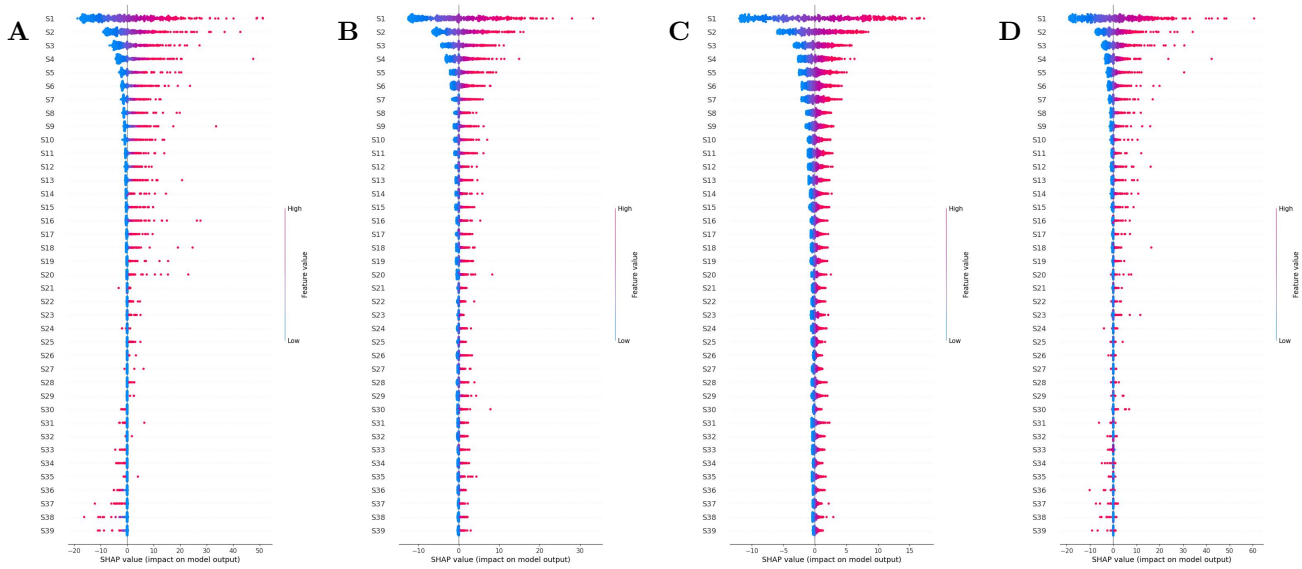 A
S1
S2
S3
S4
S5
S6
S7
S8
S9
S10
S11
S12
S13
S14
S15
S16
S17
S18
S19
S20
S21
S22
S23
S24
S25
S26
S27
S28
S29
S30
S31
S32
S33
S34
S35
S36
S37
S38
S39
−20 −10 0 10 20 30 40 50
SHAP value (impact on model output)
High
Feature value
Low
B
S1
S2
S3
S4
S5
S6
S7
S8
S9
S10
S11
S12
S13
S14
S15
S16
S17
S18
S19
S20
S21
S22
S23
S24
S25
S26
S27
S28
S29
S30
S31
S32
S33
S34
S35
S36
S37
S38
S39
−10 0 10 20 30
SHAP value (impact on model output)
High
Feature value
Low
C
S1
S2
S3
S4
S5
S6
S7
S8
S9
S10
S11
S12
S13
S14
S15
S16
S17
S18
S19
S20
S21
S22
S23
S24
S25
S26
S27
S28
S29
S30
S31
S32
S33
S34
S35
S36
S37
S38
S39
−10 −5 0 5 10 15
SHAP value (impact on model output)
High
Feature value
Low
D
S1
S2
S3
S4
S5
S6
S7
S8
S9
S10
S11
S12
S13
S14
S15
S16
S17
S18
S19
S20
S21
S22
S23
S24
S25
S26
S27
S28
S29
S30
S31
S32
S33
S34
S35
S36
S37
S38
S39
−20 −10 0 10 20 30 40 50 60
SHAP value (impact on model output)
High
Feature value
Low